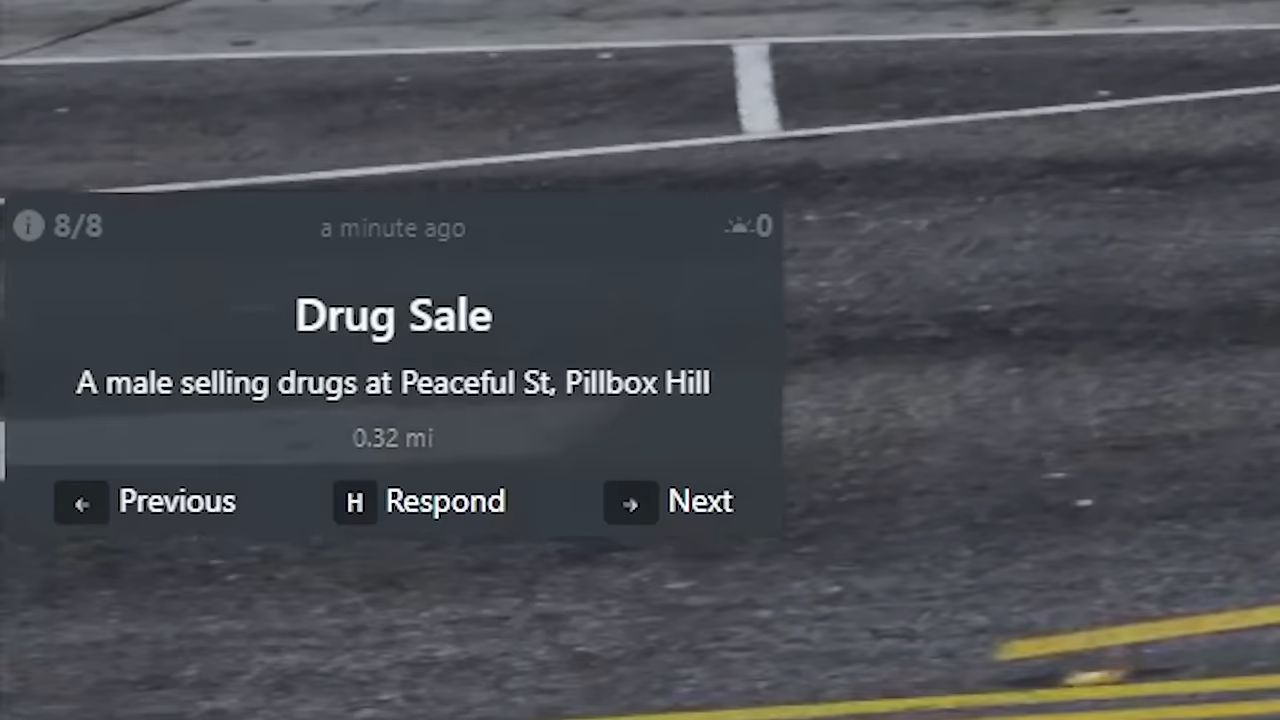 8/8 a minute ago 0
Drug Sale
A male selling drugs at Peaceful St, Pillbox Hill
0.32 mi
← Previous H Respond → Next